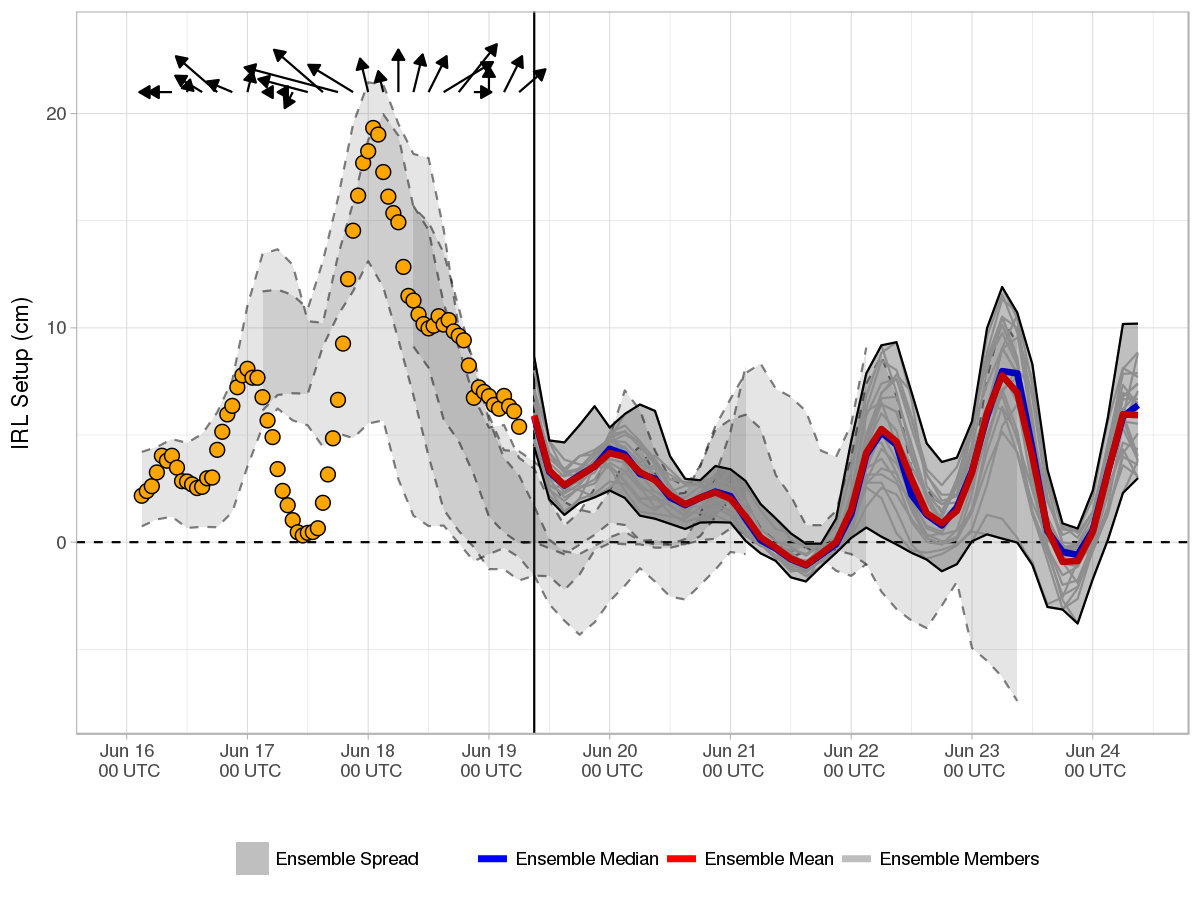 IRL Setup (cm)
20
10
0
Jun 16 Jun 17 Jun 18 Jun 19 Jun 20 Jun 21 Jun 22 Jun 23 Jun 24
00 UTC 00 UTC 00 UTC 00 UTC 00 UTC 00 UTC 00 UTC 00 UTC 00 UTC
Ensemble Spread Ensemble Median Ensemble Mean Ensemble Members